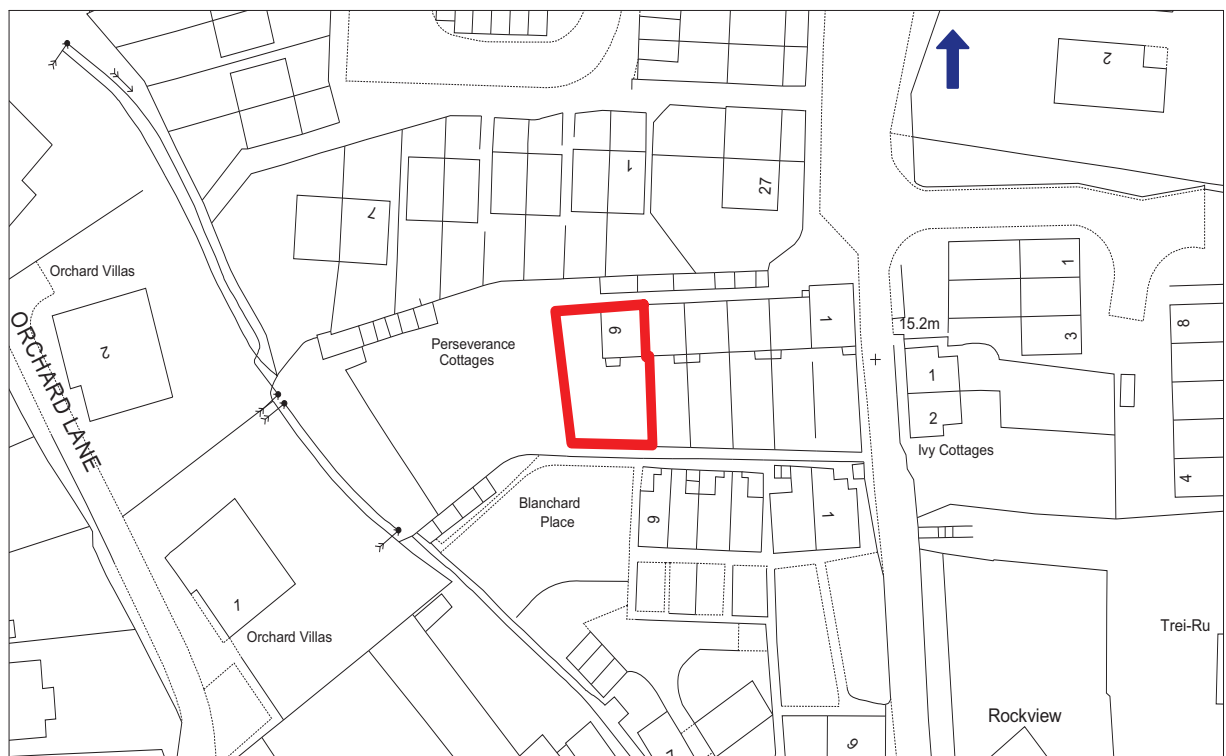 2
1
27
7
1
Orchard Villas
2
ORCHARD LANE
Perseverance
Cottages
6
1
15.2m
3
8
1
2
Ivy Cottages
4
Blanchard
Place
6
1
1
Orchard Villas
Trei-Ru
Rockview